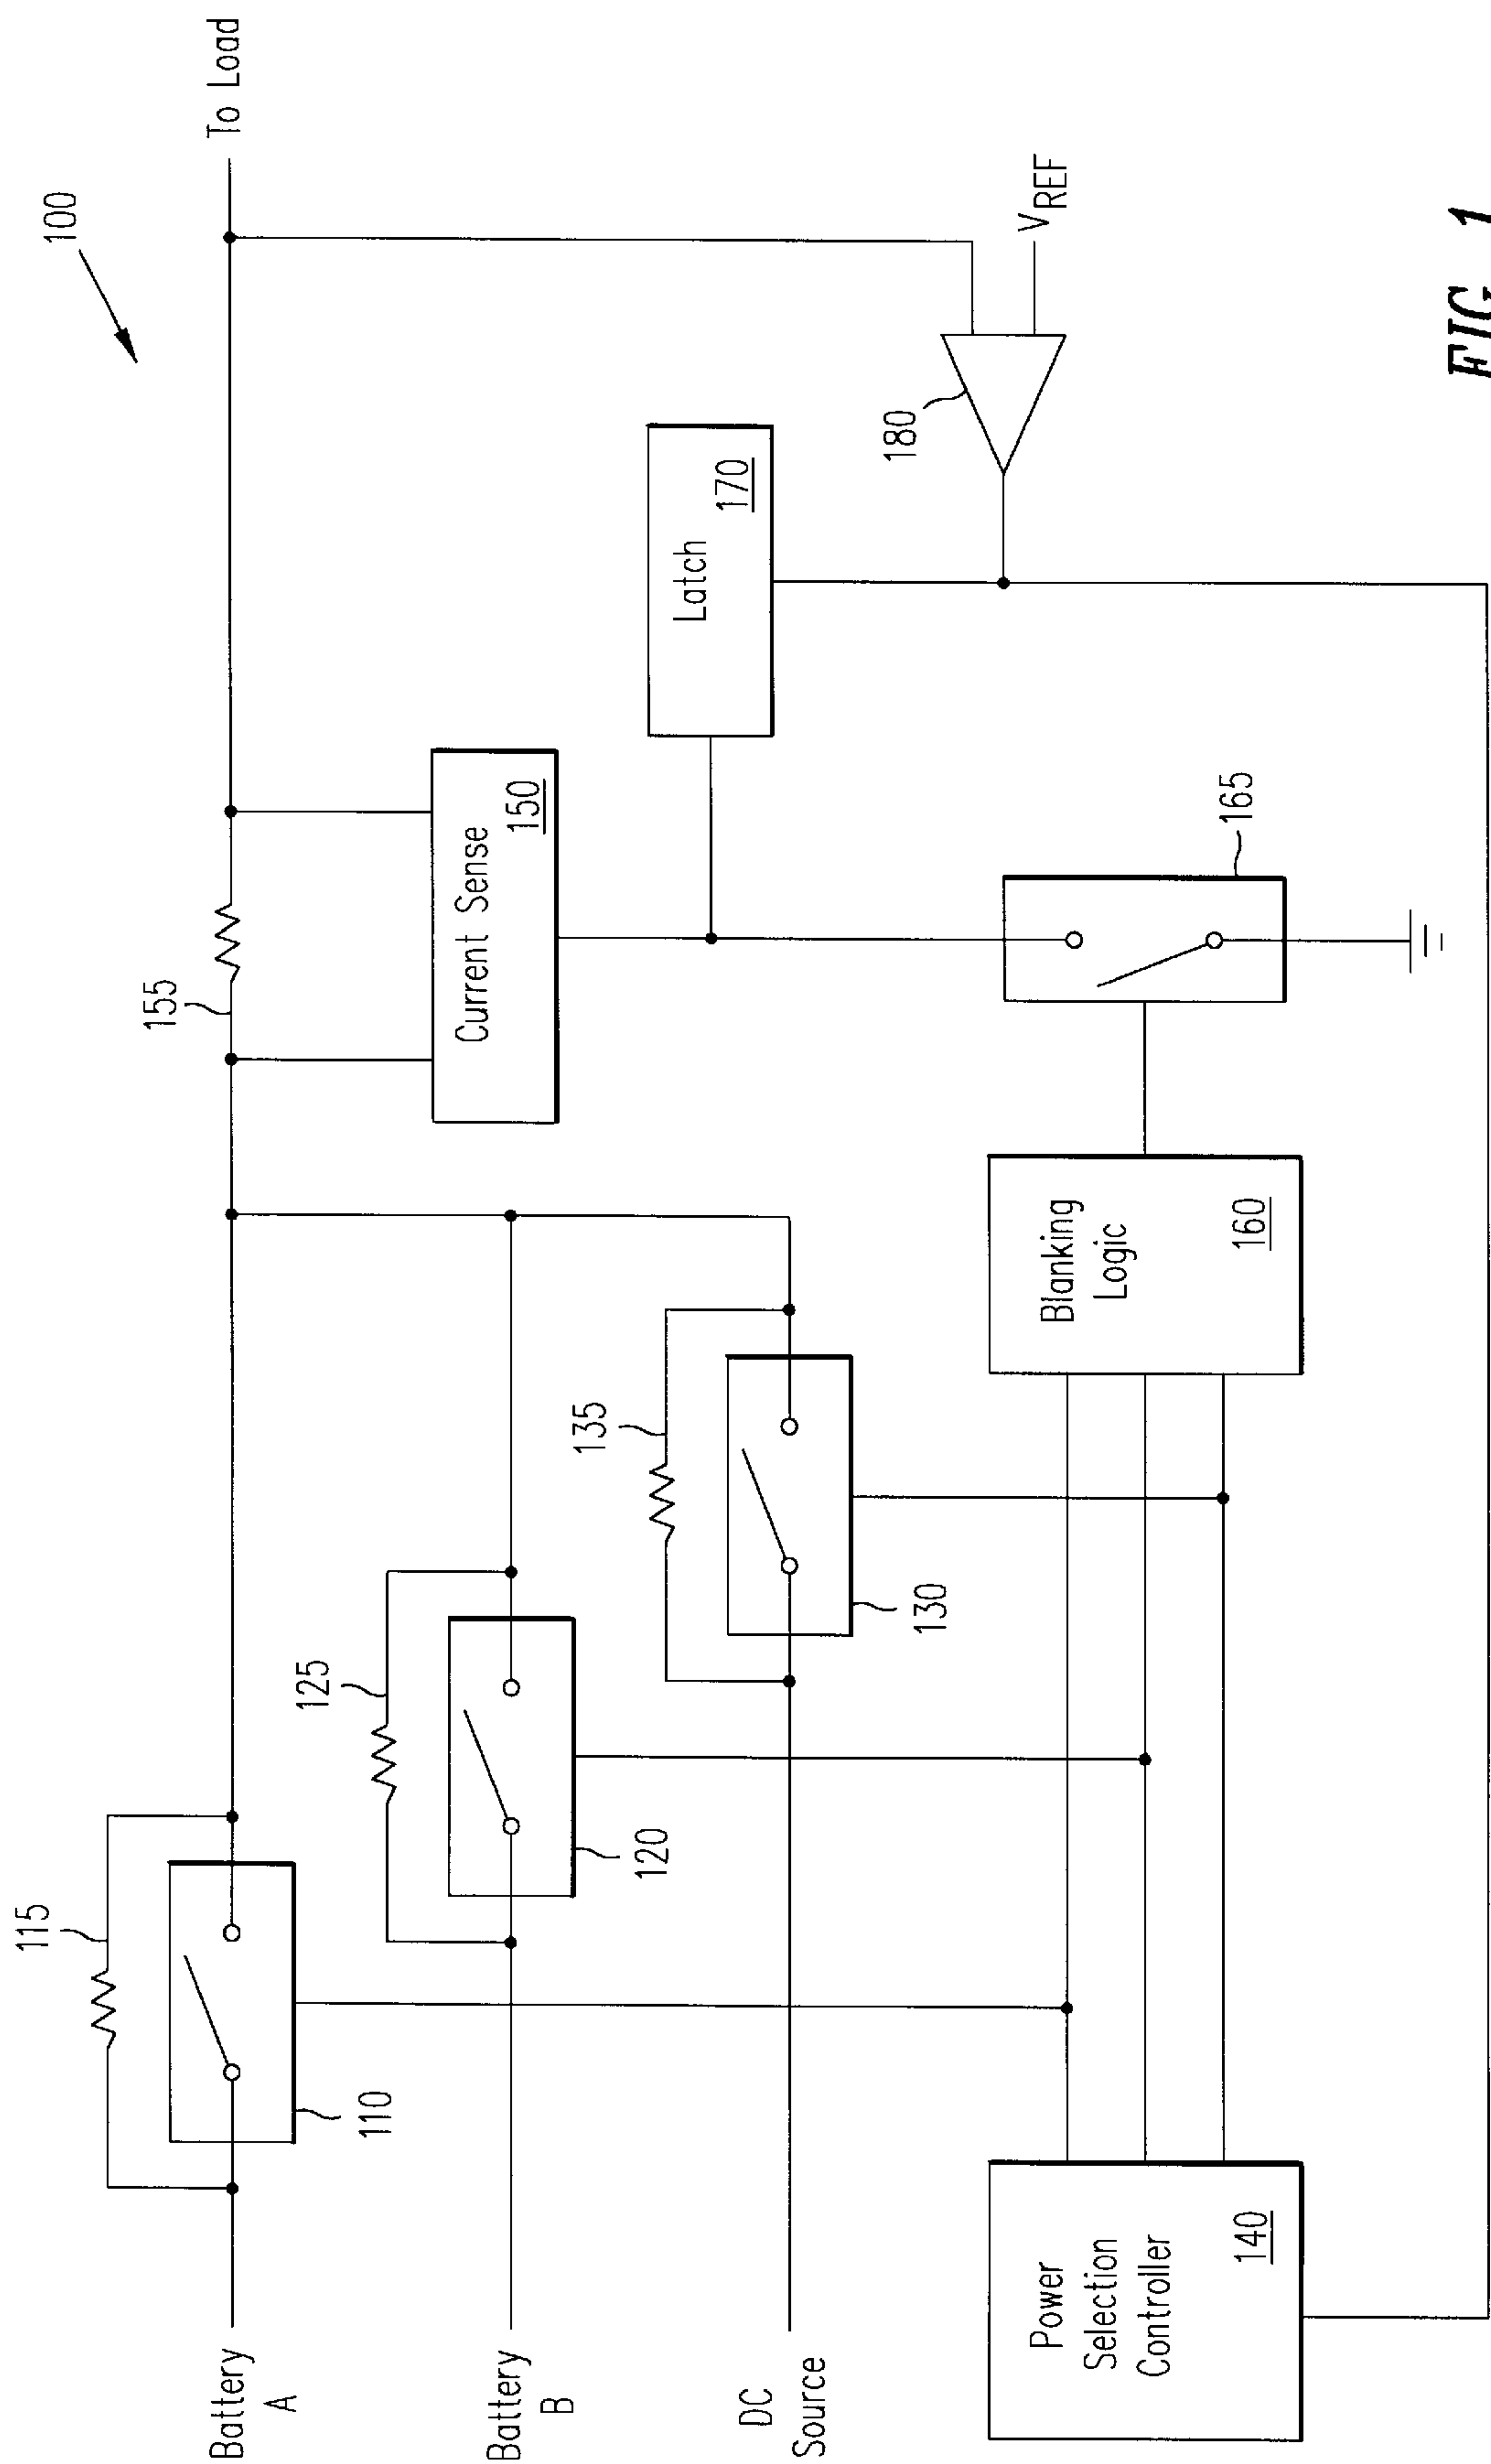 100
To Load
115
155
Battery
A
110
125
Current Sense
150
Battery
B
120
135
Latch
170
DC
Source
130
180
V REF
Power
Selection
Controller
140
Blanking
Logic
160
165
FIG. 1